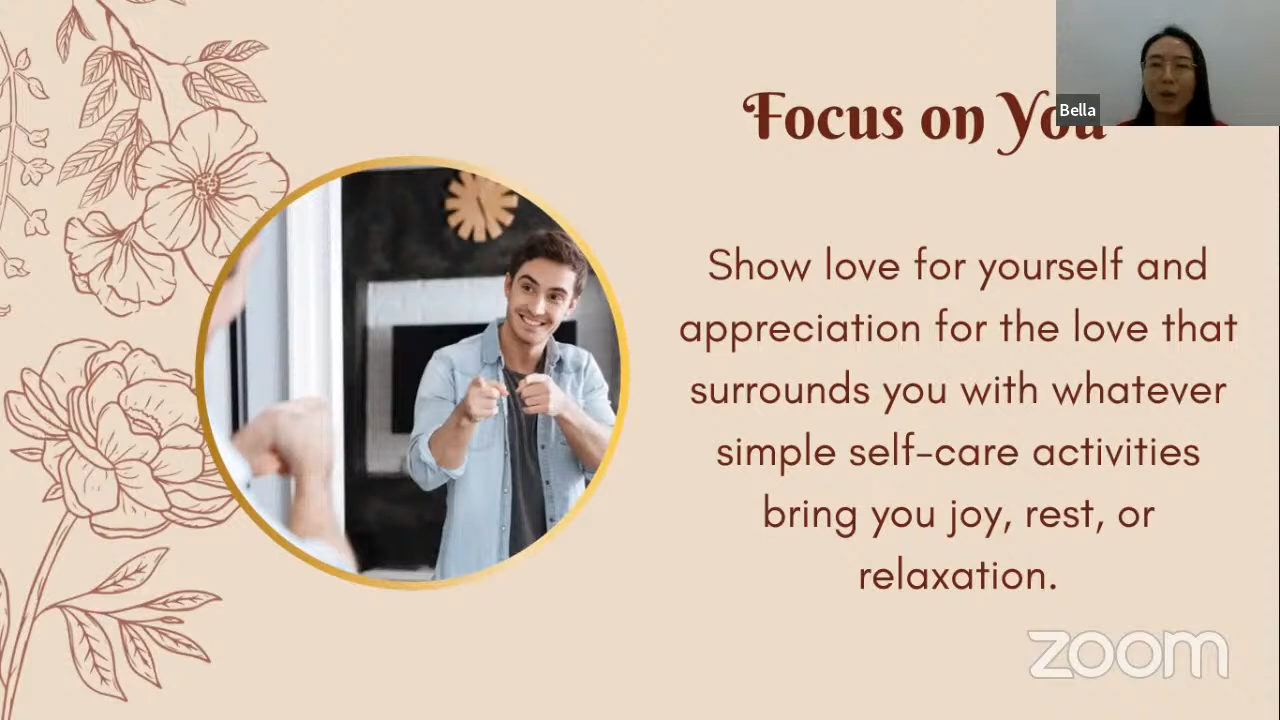 Focus on You
Bella
Show love for yourself and
appreciation for the love that
surrounds you with whatever
simple self-care activities
bring you joy, rest, or
relaxation.
zoom